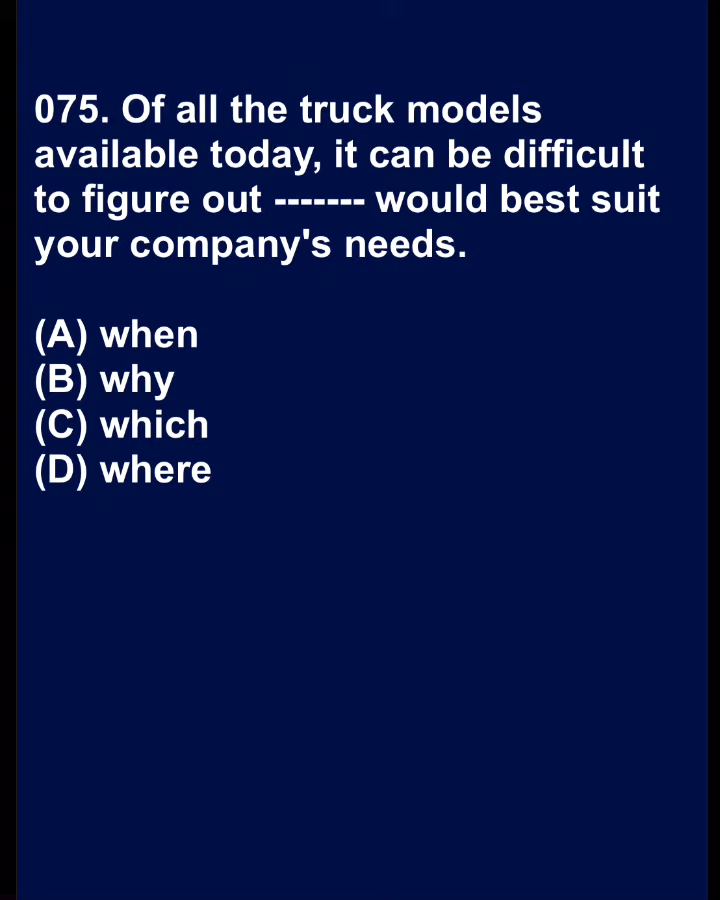 075. Of all the truck models
available today, it can be difficult
to figure out ------- would best suit
your company's needs.
(A) when
(B) why
(C) which
(D) where